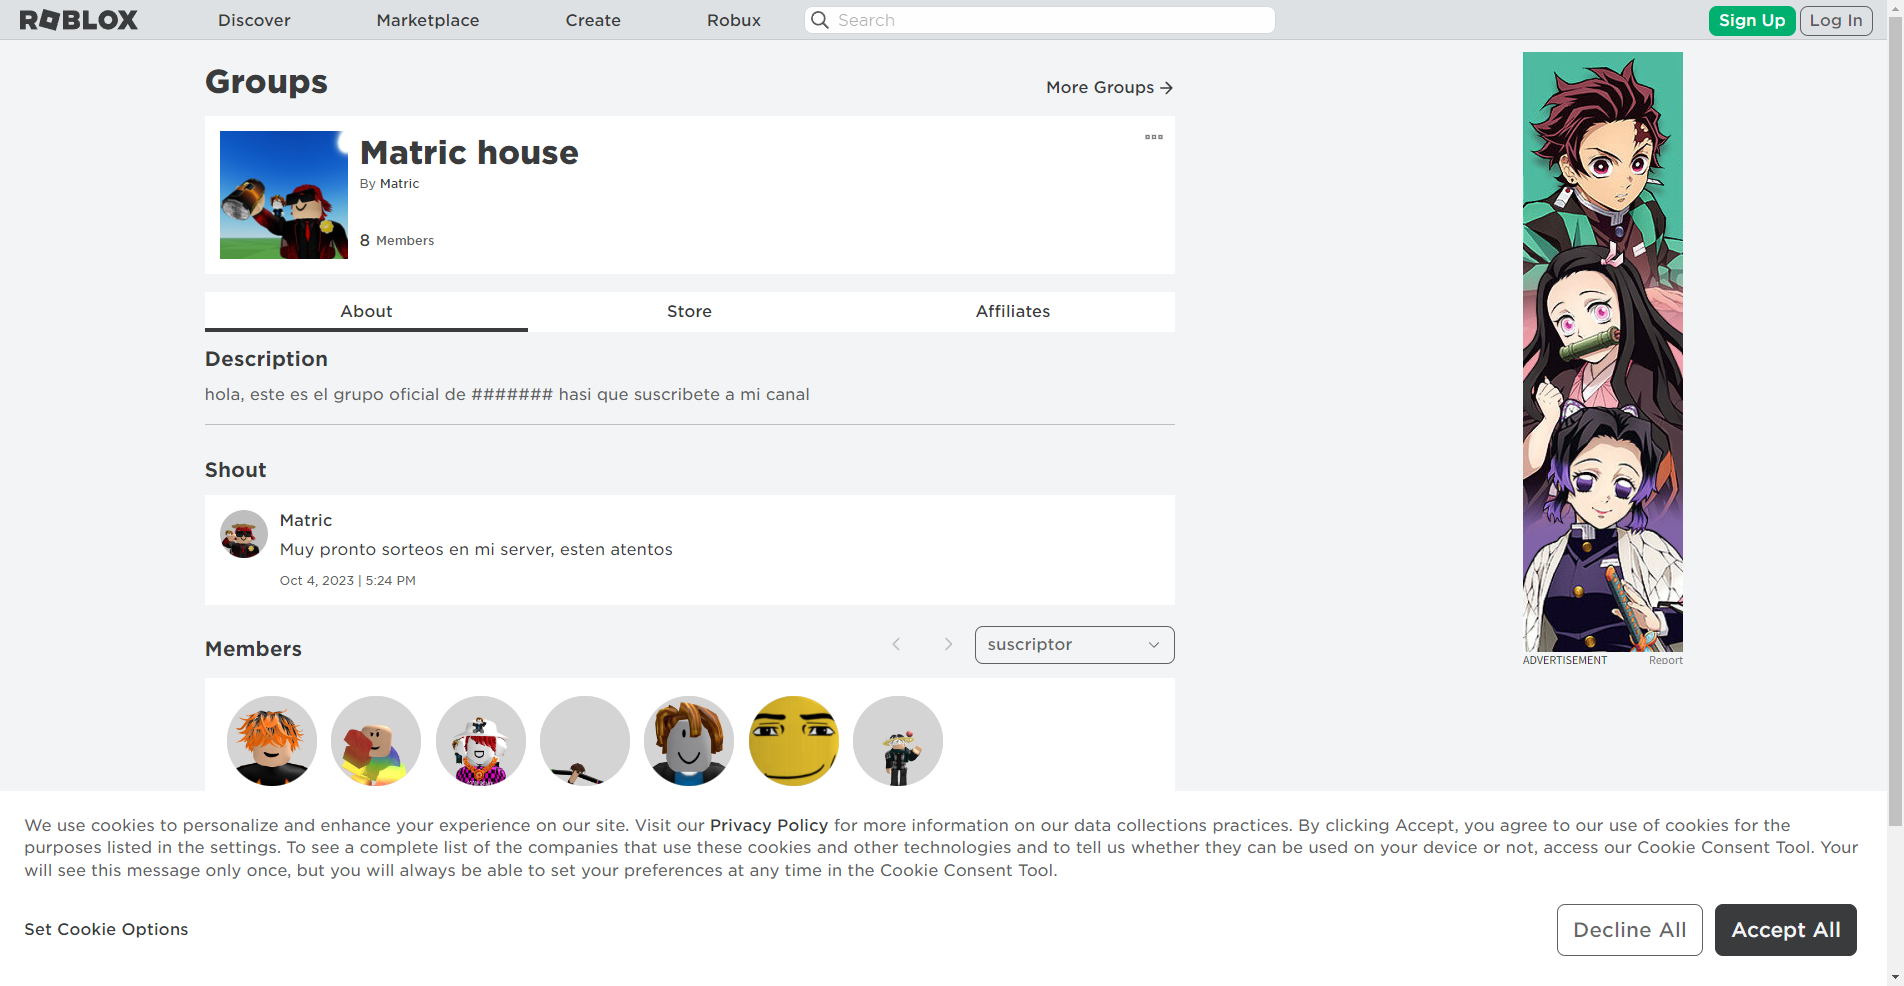 ROBLOX Discover Marketplace Create Robux Search Sign Up Log In
Groups
More Groups
Matric house
By Matric
8 Members
About Store Affiliates
Description
hola, este es el grupo oficial de ####### hasi que suscribete a mi canal
Shout
Matric
Muy pronto sorteos en mi server, esten atentos
Oct 4, 2023 | 5:24 PM
Members
suscriptor
ADVERTISEMENT Report
We use cookies to personalize and enhance your experience on our site. Visit our Privacy Policy for more information on our data collections practices. By clicking Accept, you agree to our use of cookies for the
purposes listed in the settings. To see a complete list of the companies that use these cookies and other technologies and to tell us whether they can be used on your device or not, access our Cookie Consent Tool. Your
will see this message only once, but you will always be able to set your preferences at any time in the Cookie Consent Tool.
Set Cookie Options
Decline All
Accept All